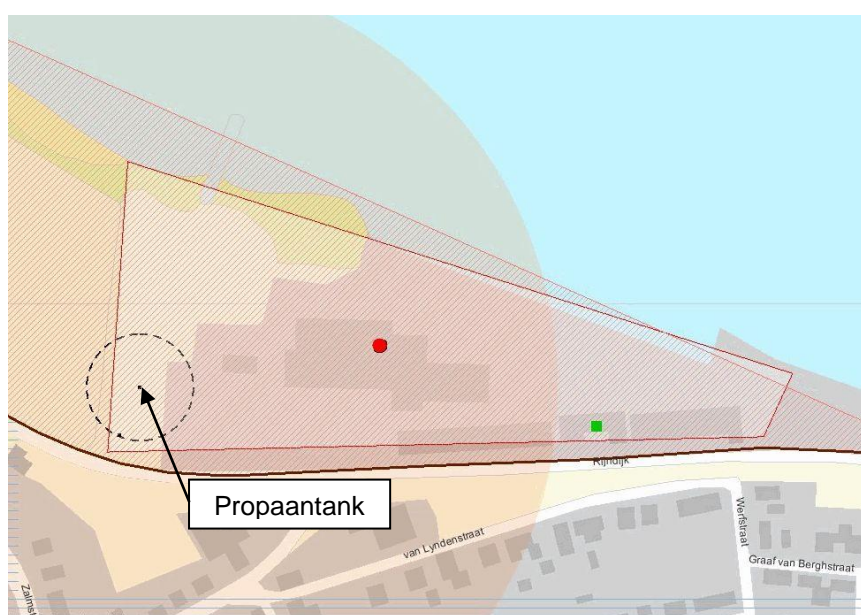 Rijndijk
Propaantank
van Lyndenstraat
Werfstraat
Graaf van Berghstraat